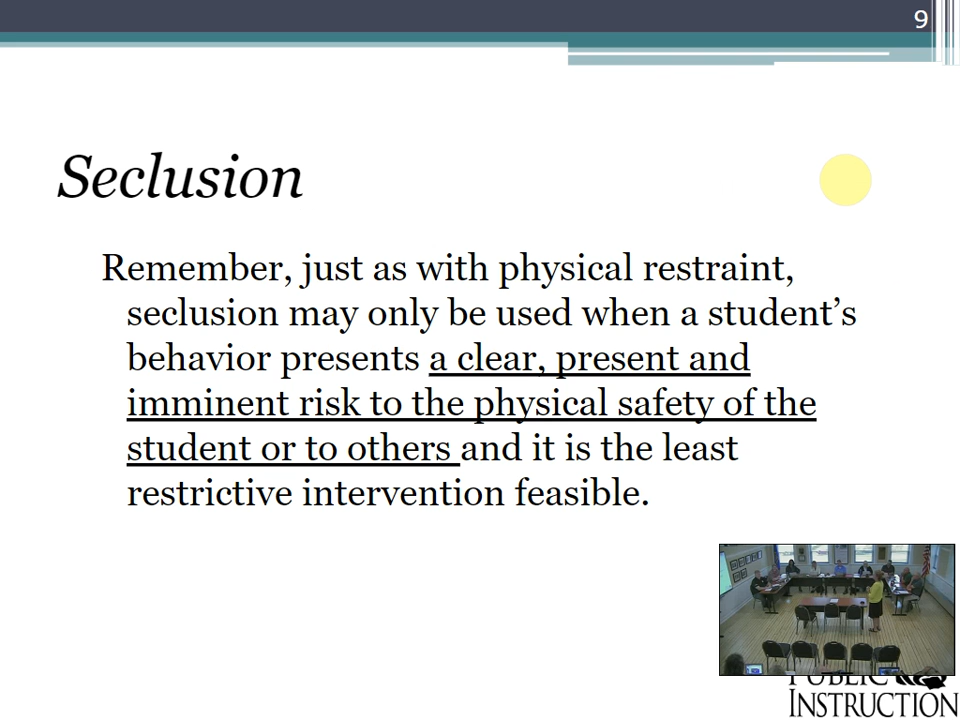 9
Seclusion
Remember, just as with physical restraint,
seclusion may only be used when a student’s
behavior presents a clear, present and
imminent risk to the physical safety of the
student or to others and it is the least
restrictive intervention feasible.
PUBLIC
INSTRUCTION